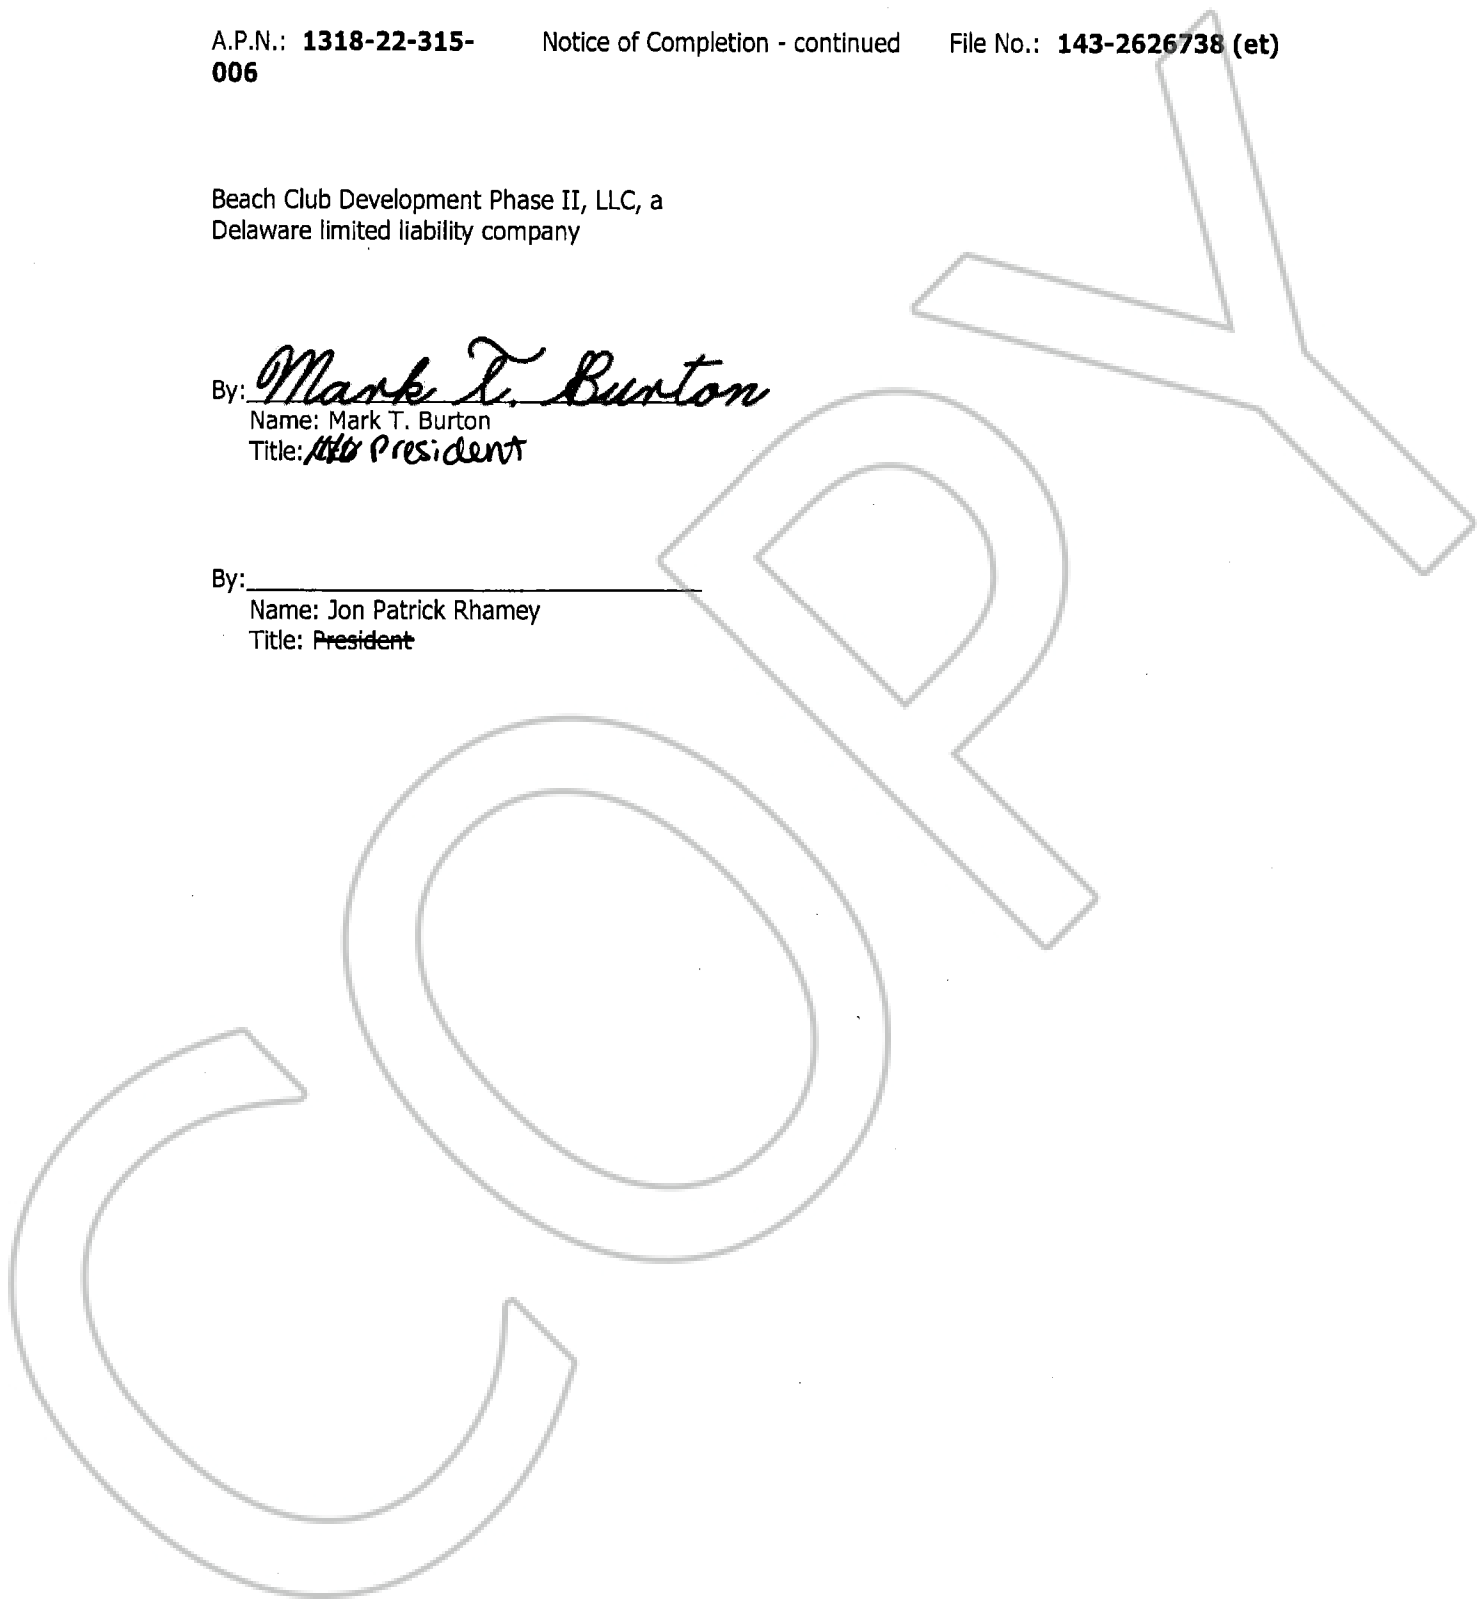 A.P.N.: 1318-22-315- Notice of Completion - continued File No.: 143-2626738 (et)
006
Beach Club Development Phase II, LLC, a
Delaware limited liability company
By: Mark T. Burton
Name: Mark T. Burton
Title: President
By:
Name: Jon Patrick Rhamey
Title: President
COPY